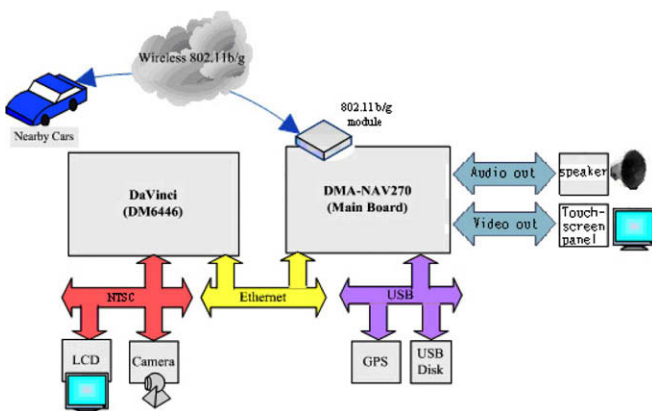 Wireless 802.11b/g
Nearby Cars
802.11b/g
module
DaVinci
(DM6446)
DMA-NAV270
(Main Board)
Audio out
speaker
Video out
Touch-
screen
panel
NTSC
Ethernet
USB
LCD
Camera
GPS
USB
Disk